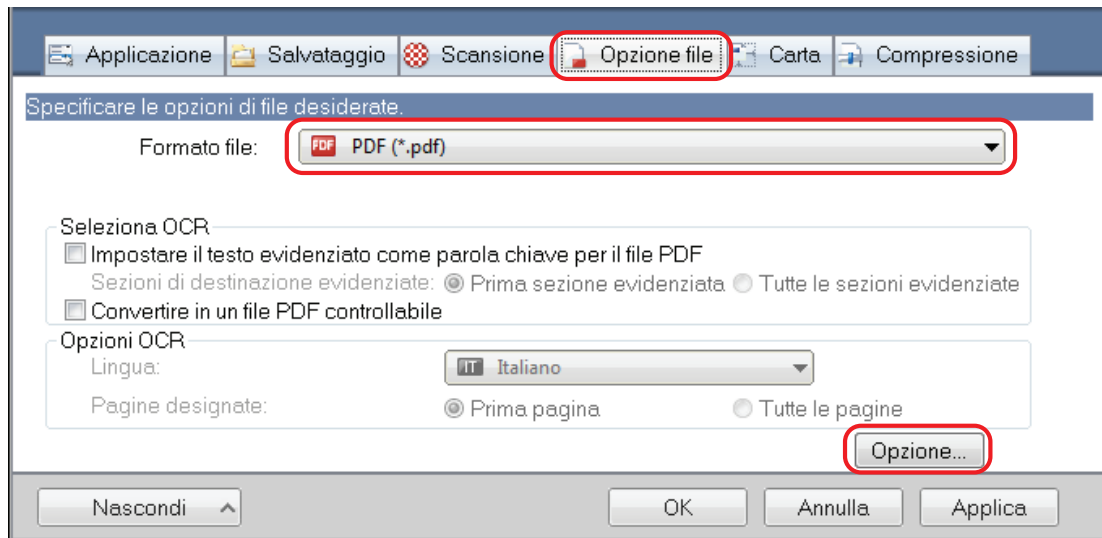 Applicazione Salvataggio Scansione Opzione file Carta Compressione
Specificare le opzioni di file desiderate.
Formato file: PDF PDF (*.pdf)
Seleziona OCR
Impostare il testo evidenziato come parola chiave per il file PDF
Sezioni di destinazione evidenziate: Prima sezione evidenziata Tutte le sezioni evidenziate
Convertire in un file PDF controllabile
Opzioni OCR
Lingua: IT Italiano
Pagine designate: Prima pagina Tutte le pagine
Opzione...
Nascondi OK Annulla Applica